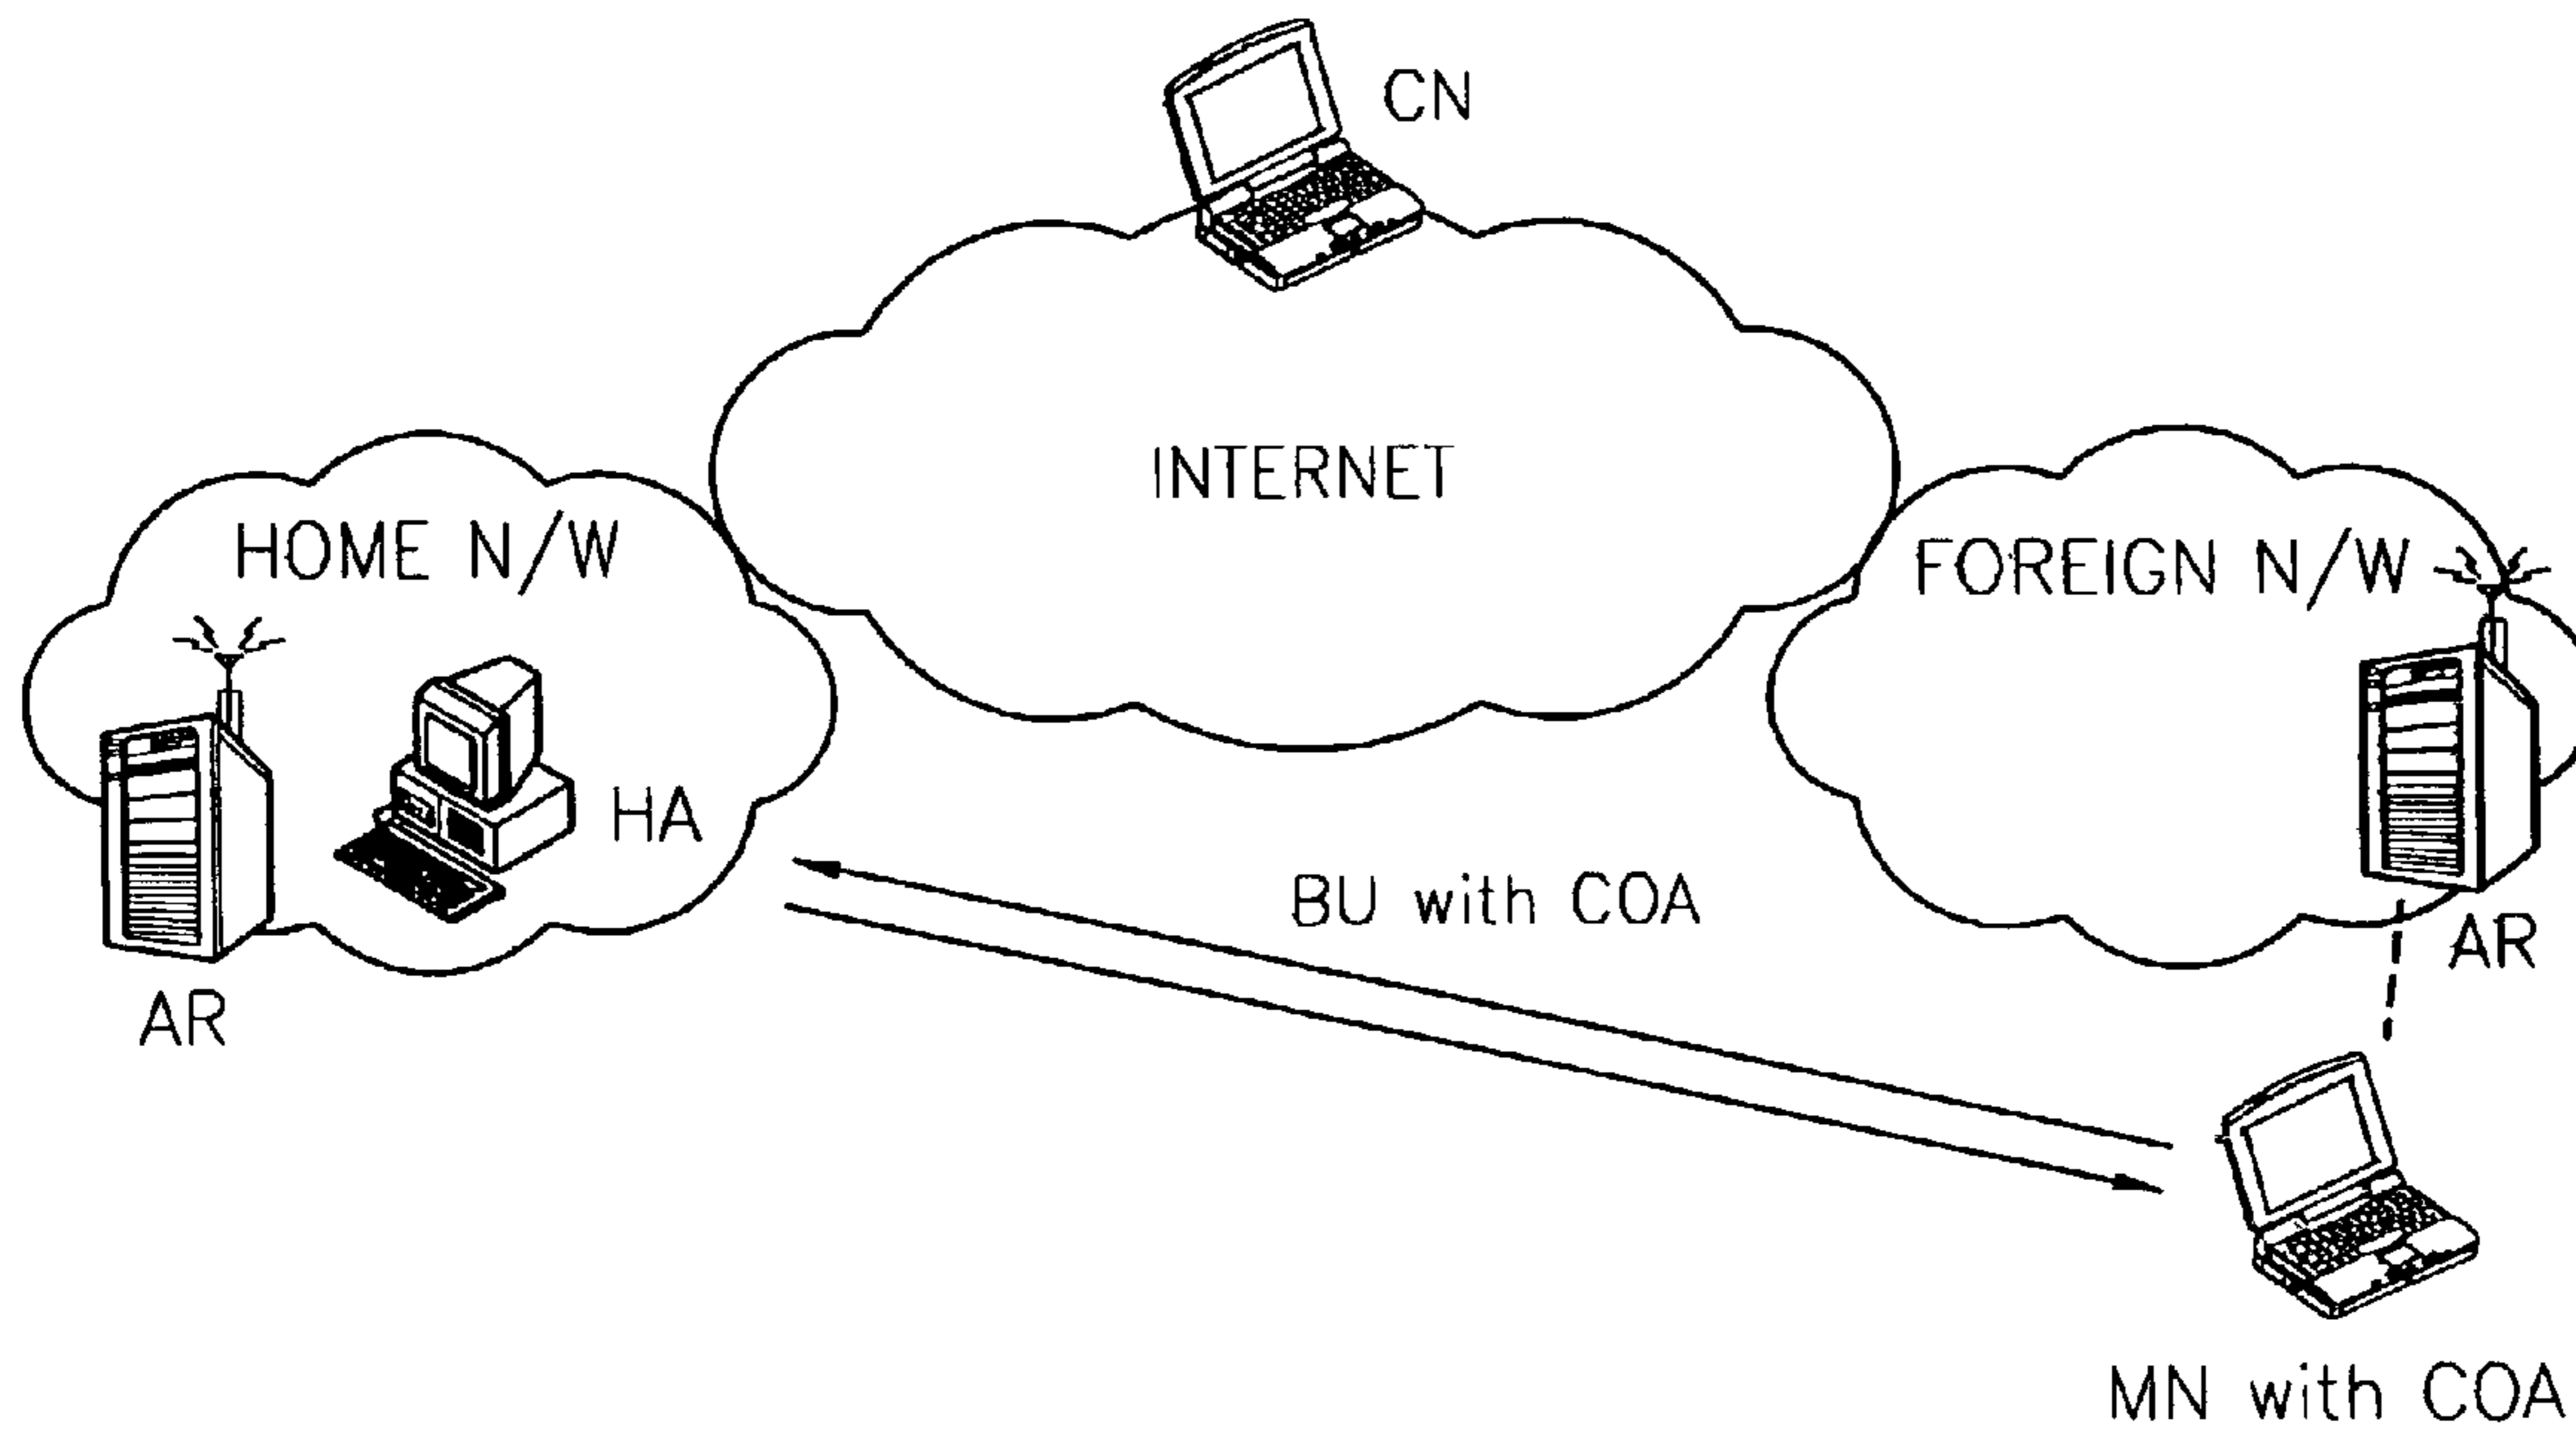 CN
INTERNET
HOME N/W
FOREIGN N/W
HA
BU with COA
AR
AR
MN with COA